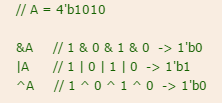 // A = 4'b1010
&A // 1 & 0 & 1 & 0 -> 1'b0
|A // 1 | 0 | 1 | 0 -> 1'b1
^A // 1 ^ 0 ^ 1 ^ 0 -> 1'b0